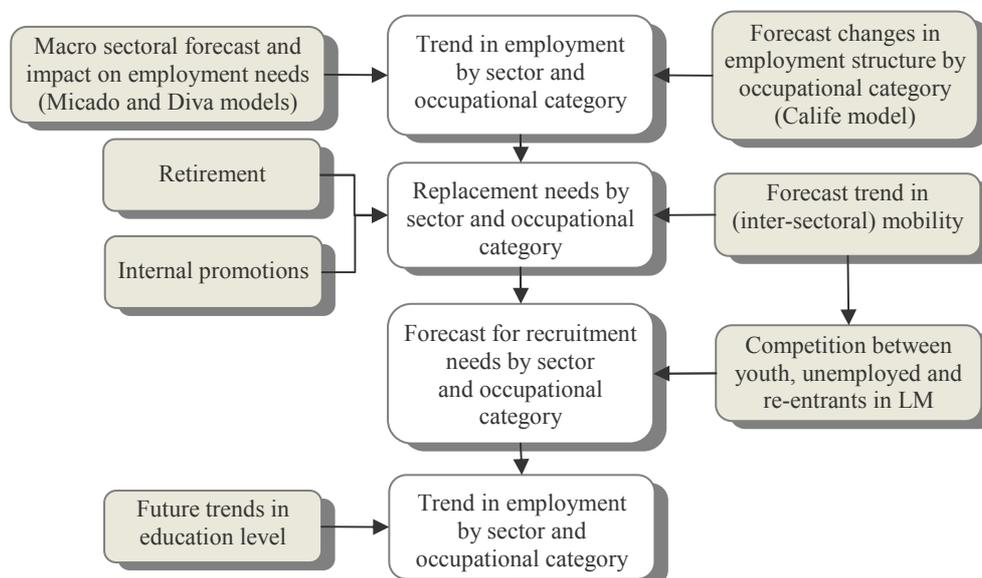 Macro sectoral forecast and
impact on employment needs
(Micado and Diva models)
Trend in employment
by sector and
occupational category
Forecast changes in
employment structure by
occupational category
(Calife model)
Retirement
Internal promotions
Replacement needs by
sector and occupational
category
Forecast trend in
(inter-sectoral) mobility
Forecast for recruitment
needs by sector
and occupational
category
Competition between
youth, unemployed and
re-entrants in LM
Future trends in
education level
Trend in employment
by sector and
occupational category